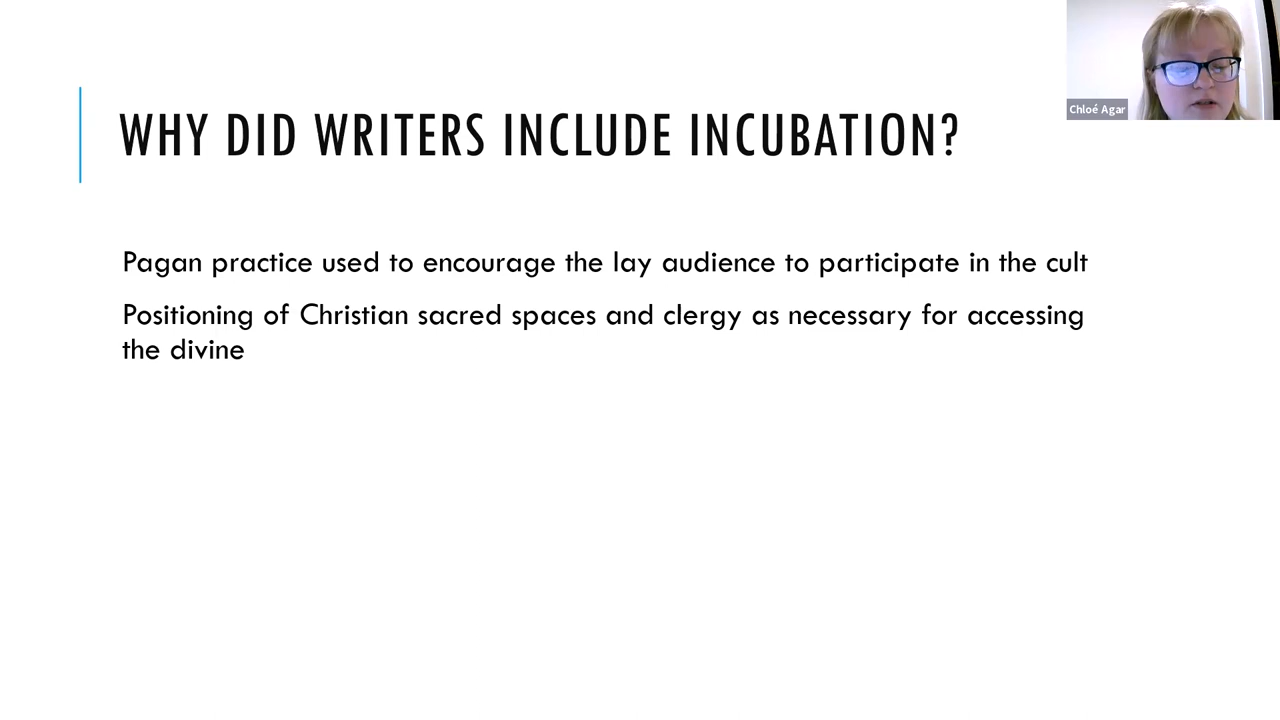 WHY DID WRITERS INCLUDE INCUBATION?
Pagan practice used to encourage the lay audience to participate in the cult
Positioning of Christian sacred spaces and clergy as necessary for accessing
the divine
Chloé Agar